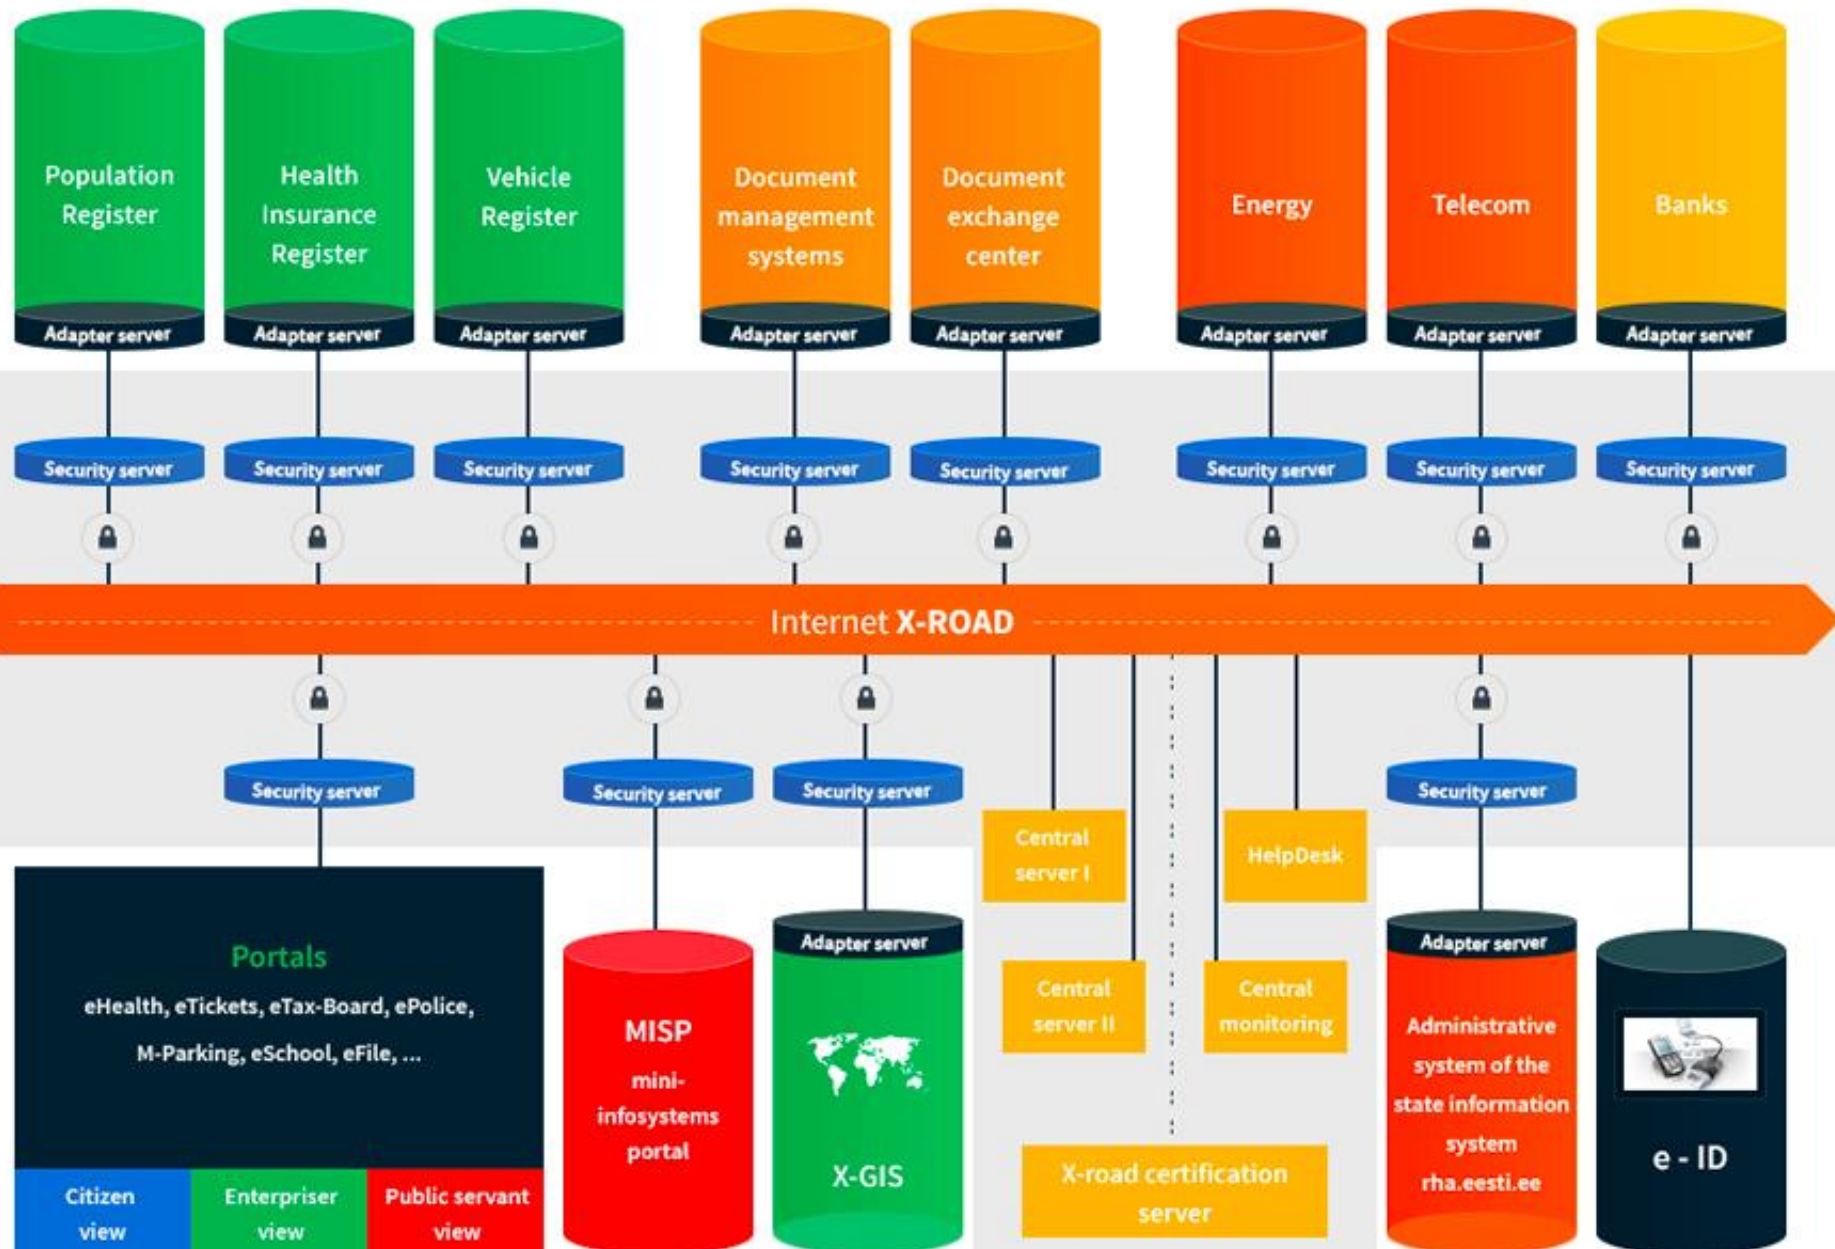 Population
Register
Health
Insurance
Register
Vehicle
Register
Document
management
systems
Document
exchange
center
Energy
Telecom
Banks
Adapter server
Adapter server
Adapter server
Adapter server
Adapter server
Adapter server
Adapter server
Adapter server
Security server
Security server
Security server
Security server
Security server
Security server
Security server
Security server
Internet X-ROAD
Security server
Security server
Security server
Security server
Portals
eHealth, eTickets, eTax-Board, ePolice,
M-Parking, eSchool, eFile, ...
Citizen
view
Enterpriser
view
Public servant
view
MISP
mini-
infosystems
portal
Adapter server
X-GIS
Central
server I
HelpDesk
Central
server II
Central
monitoring
X-road certification
server
Adapter server
Administrative
system of the
state information
system
rha.eesti.ee
e - ID